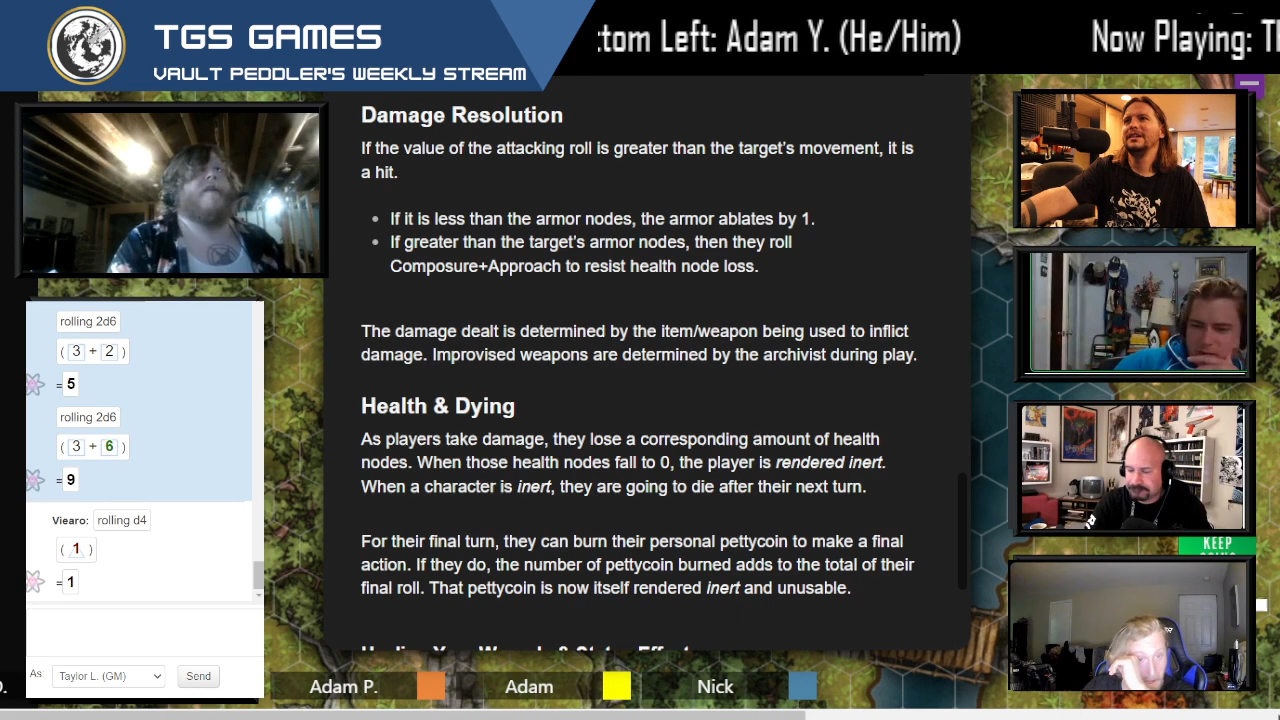 TGS GAMES
VAULT PEDDLER'S WEEKLY STREAM
tom Left: Adam Y. (He/Him)
Now Playing:
Damage Resolution
If the value of the attacking roll is greater than the target's movement, it is
a hit.
• If it is less than the armor nodes, the armor ablates by 1.
• If greater than the target's armor nodes, then they roll
Composure+Approach to resist health node loss.
The damage dealt is determined by the item/weapon being used to inflict
damage. Improvised weapons are determined by the archivist during play.
Health & Dying
As players take damage, they lose a corresponding amount of health
nodes. When those health nodes fall to 0, the player is rendered inert.
When a character is inert, they are going to die after their next turn.
For their final turn, they can burn their personal pettycoin to make a final
action. If they do, the number of pettycoin burned adds to the total of their
final roll. That pettycoin is now itself rendered inert and unusable.
rolling 2d6
( 3 + 2 )
= 5
rolling 2d6
( 3 + 6 )
= 9
Viearo: rolling d4
( 1 )
= 1
As: Taylor L. (GM) Send
Adam P.
Adam
Nick
KEEP